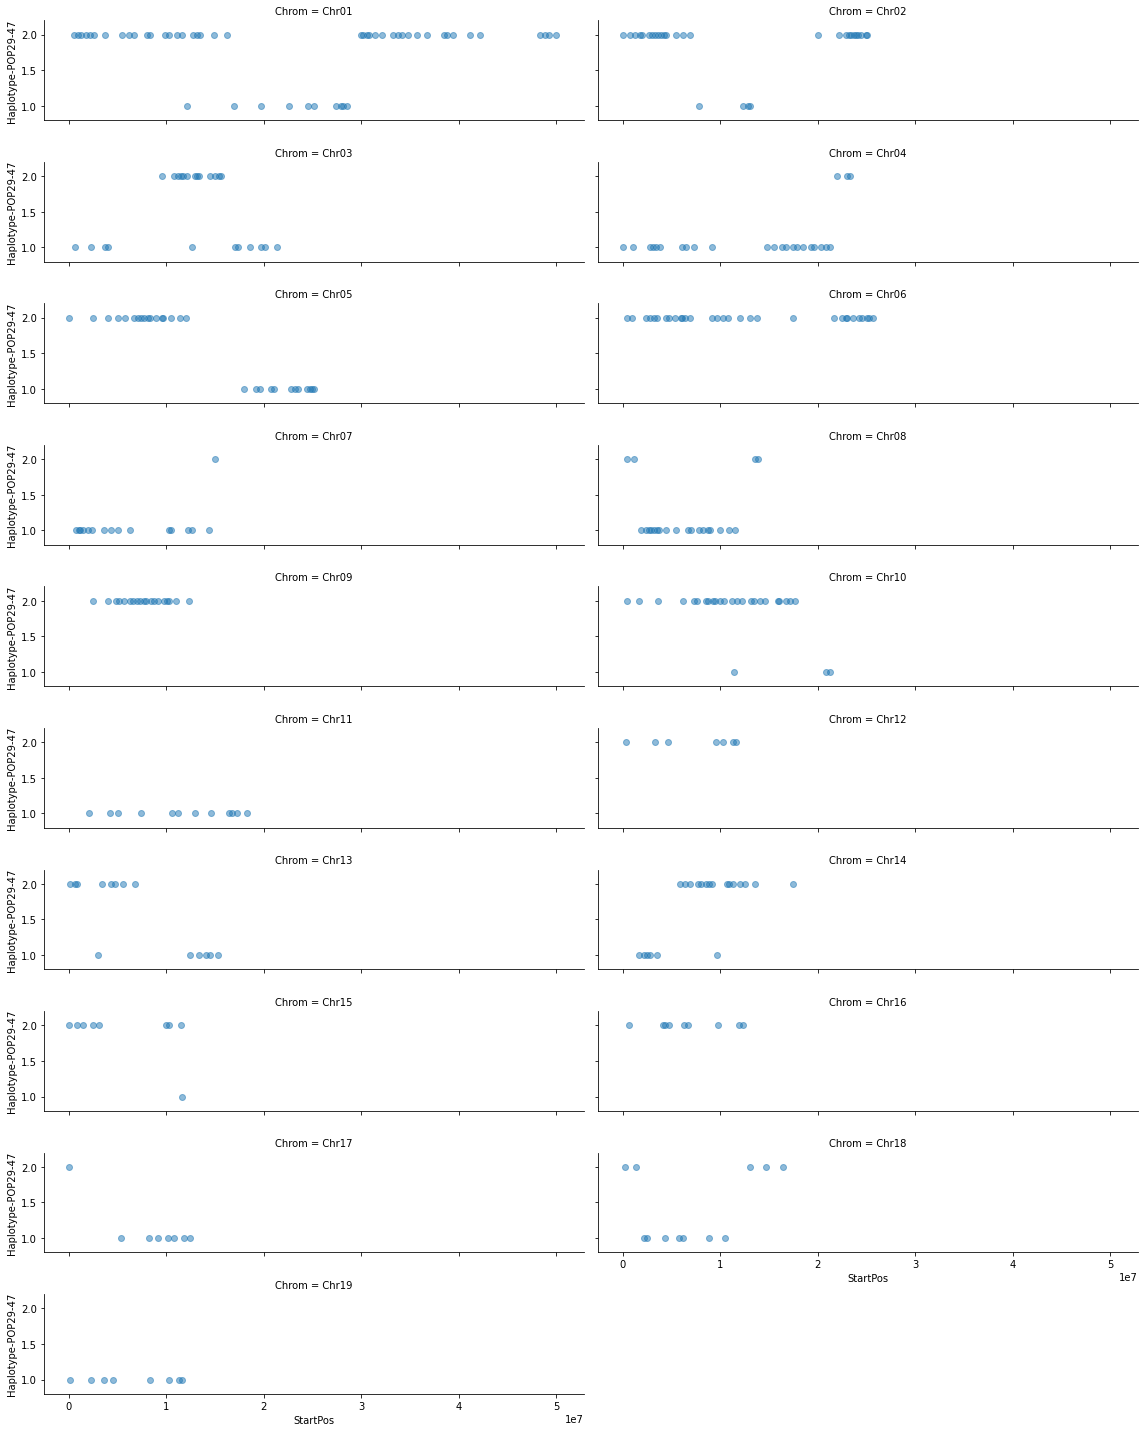 Chrom = Chr01
Chrom = Chr02
Haplotype-POP29-47
2.0
1.5
1.0
Chrom = Chr03
Chrom = Chr04
Haplotype-POP29-47
2.0
1.5
1.0
Chrom = Chr05
Chrom = Chr06
Haplotype-POP29-47
2.0
1.5
1.0
Chrom = Chr07
Chrom = Chr08
Haplotype-POP29-47
2.0
1.5
1.0
Chrom = Chr09
Chrom = Chr10
Haplotype-POP29-47
2.0
1.5
1.0
Chrom = Chr11
Chrom = Chr12
Haplotype-POP29-47
2.0
1.5
1.0
Chrom = Chr13
Chrom = Chr14
Haplotype-POP29-47
2.0
1.5
1.0
Chrom = Chr15
Chrom = Chr16
Haplotype-POP29-47
2.0
1.5
1.0
Chrom = Chr17
Chrom = Chr18
Haplotype-POP29-47
2.0
1.5
1.0
0 1 2 3 4 5
StartPos
1e7
Chrom = Chr19
Haplotype-POP29-47
2.0
1.5
1.0
0 1 2 3 4 5
StartPos
1e7